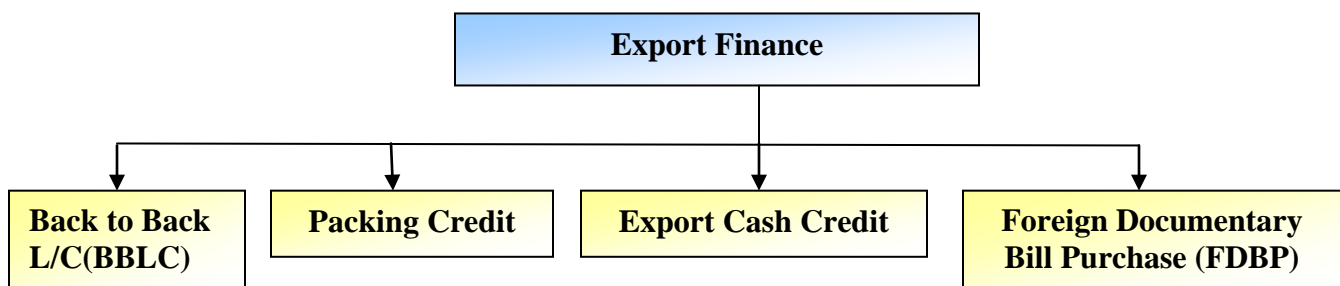 Export Finance
Back to Back
L/C(BBLC)
Packing Credit
Export Cash Credit
Foreign Documentary
Bill Purchase (FDBP)